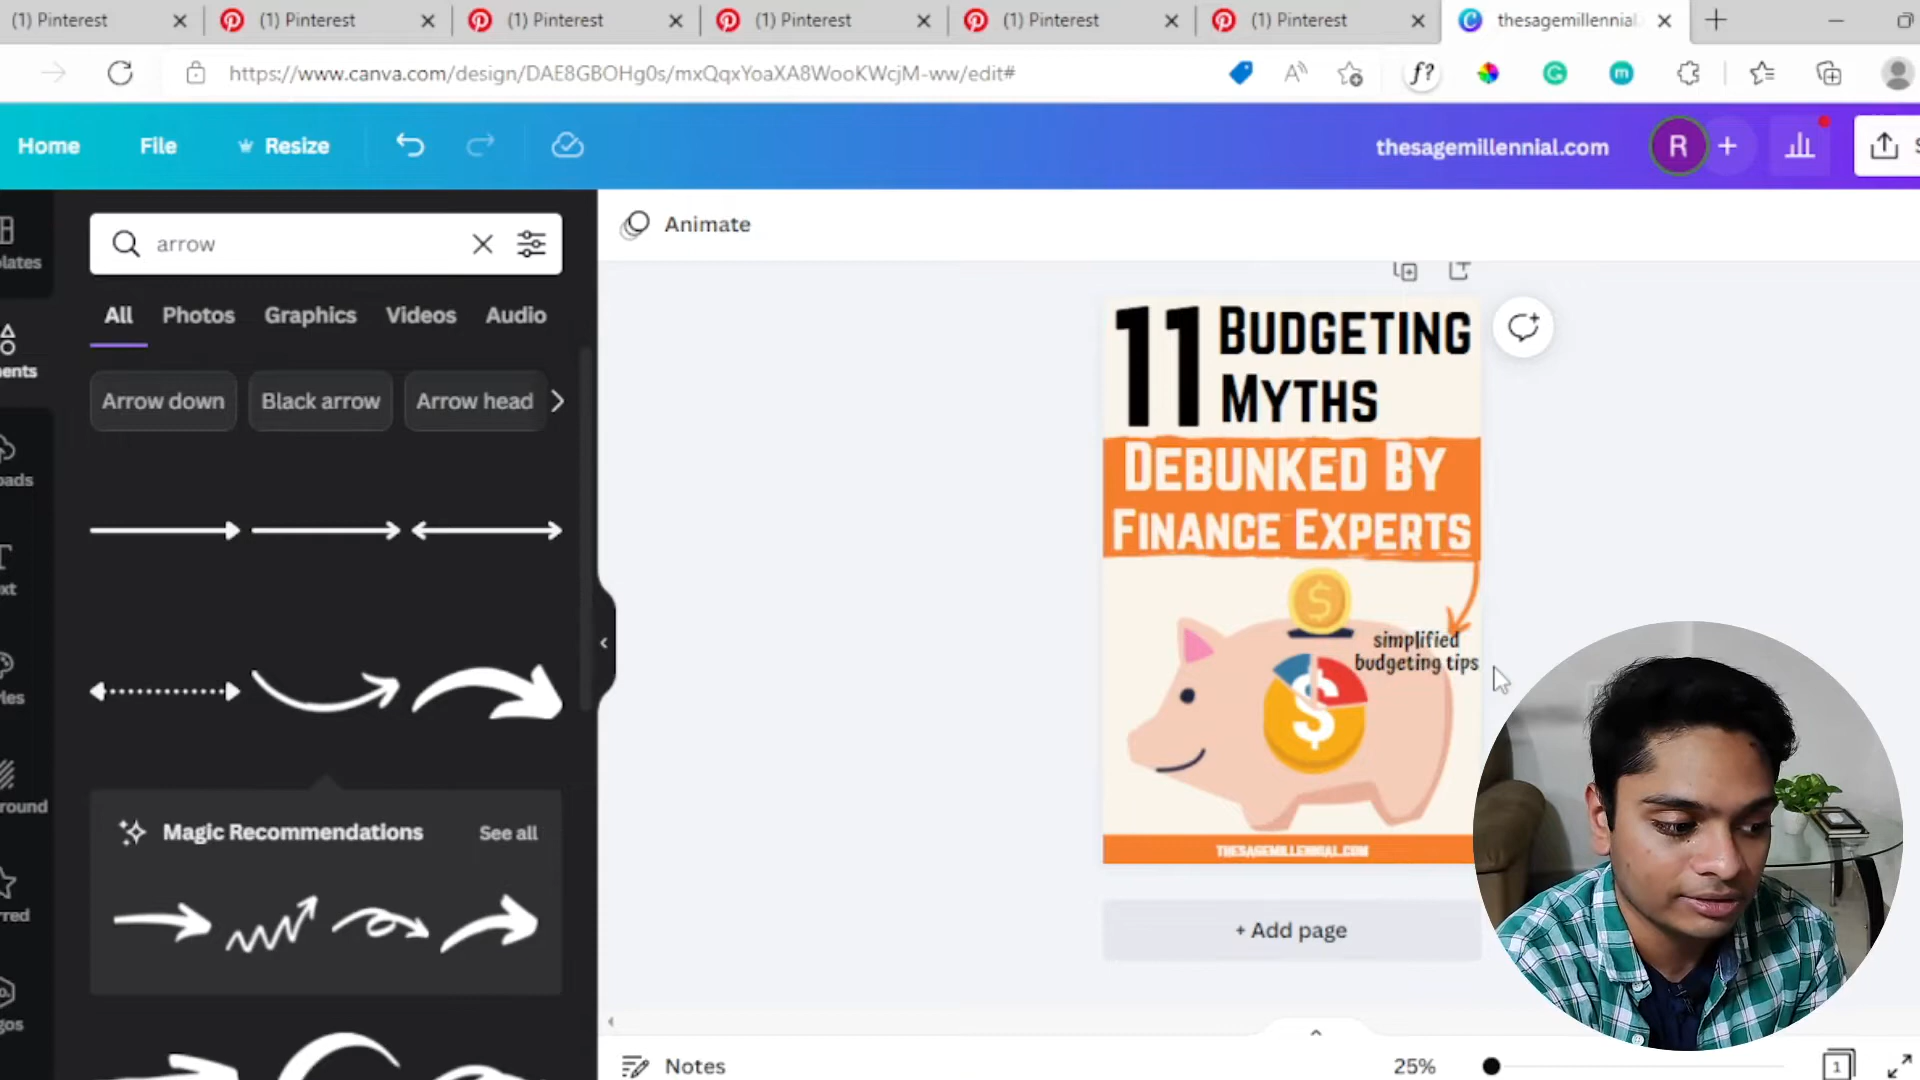 (1) Pinterest
(1) Pinterest
(1) Pinterest
(1) Pinterest
(1) Pinterest
(1) Pinterest
thesagemillennial
https://www.canva.com/design/DAE8GBOHg0s/mxQqxYoaXA8WooKWcjM-ww/edit#
Home
File
Resize
thesagemillennial.com
R
arrow
Animate
All
Photos
Graphics
Videos
Audio
Arrow down
Black arrow
Arrow head
11 BUDGETING
MYTHS
DEBUNKED BY
FINANCE EXPERTS
simplified
budgeting tips
THESAGEMILLENNIAL.COM
Magic Recommendations
See all
+ Add page
Notes
25%
1